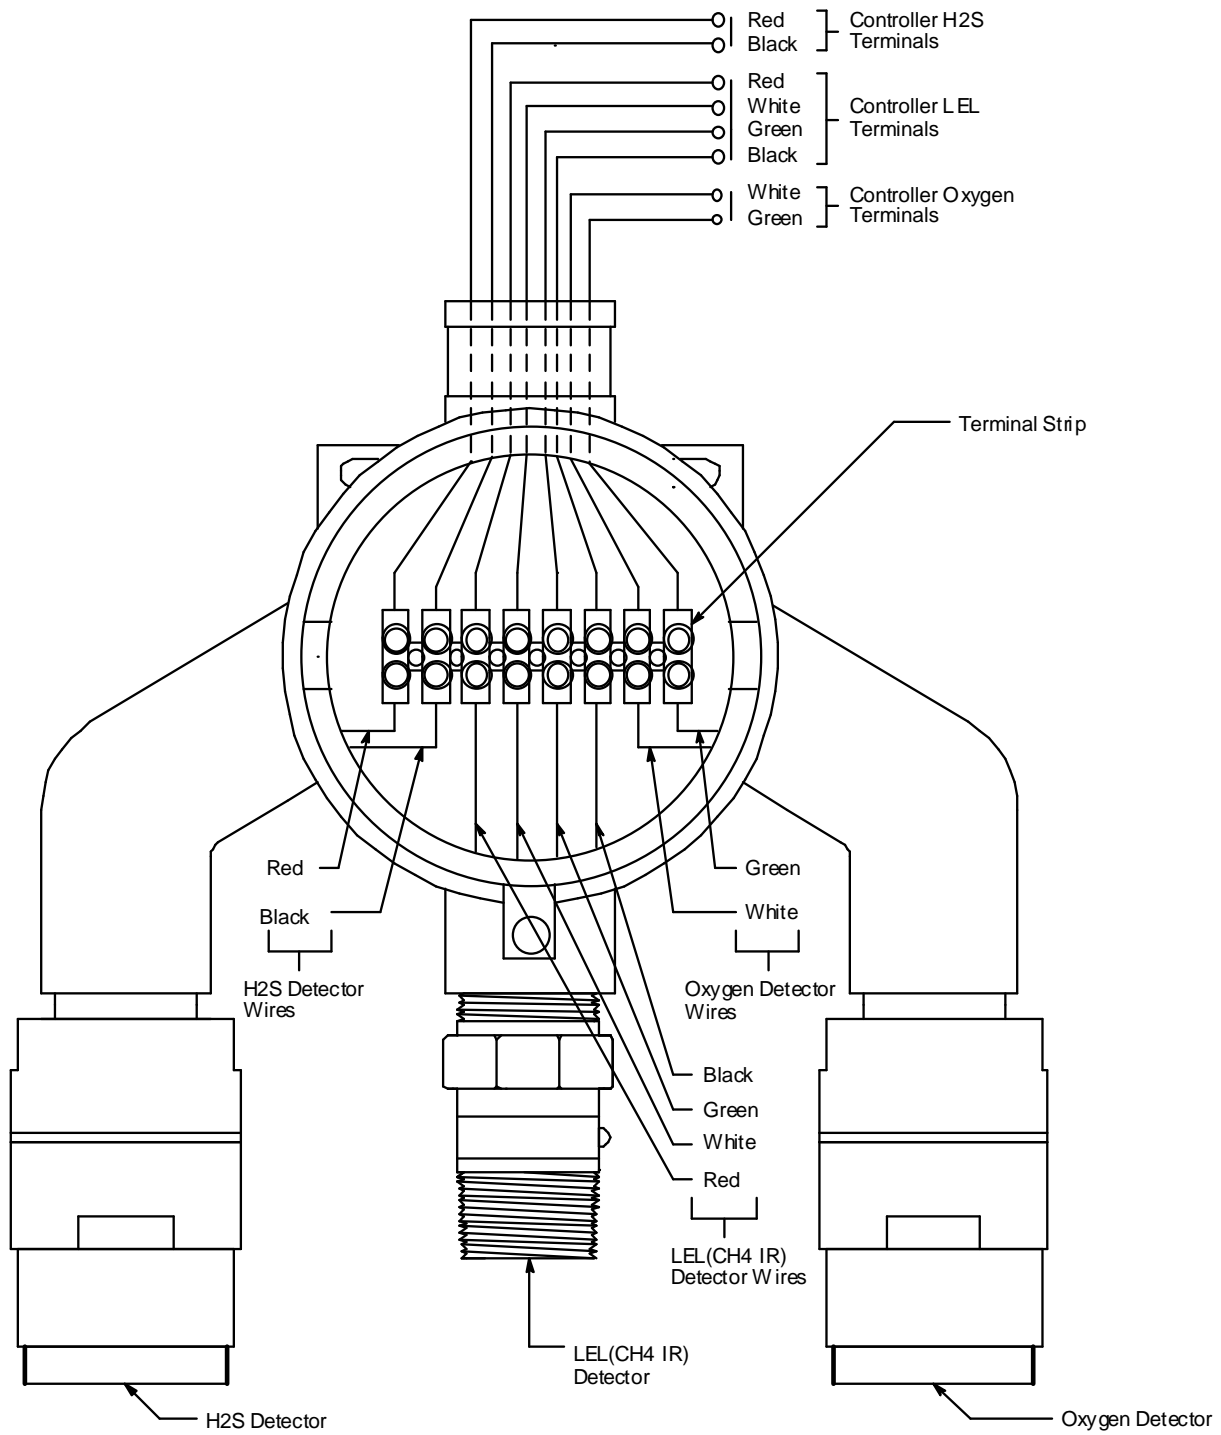 Red
Black
Controller H2S
Terminals
Red
White
Green
Black
Controller LEL
Terminals
White
Green
Controller Oxygen
Terminals
Terminal Strip
Red
Black
H2S Detector
Wires
Green
White
Oxygen Detector
Wires
Black
Green
White
Red
LEL(CH4 IR)
Detector Wires
LEL(CH4 IR)
Detector
H2S Detector
Oxygen Detector